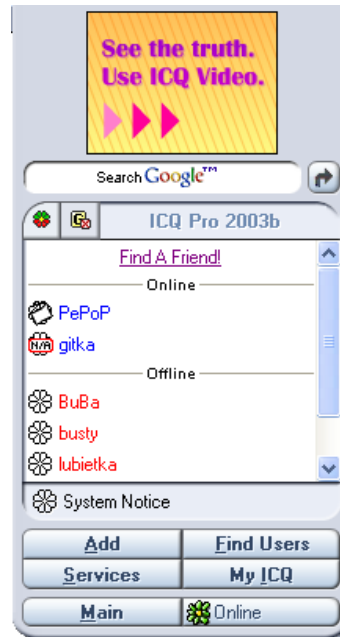 See the truth.
Use ICQ Video.
Search Google™
ICQ Pro 2003b
Find A Friend!
Online
PePoP
N/A gitka
Offline
BuBa
busty
lubietka
System Notice
Add Find Users
Services My ICQ
Main Online